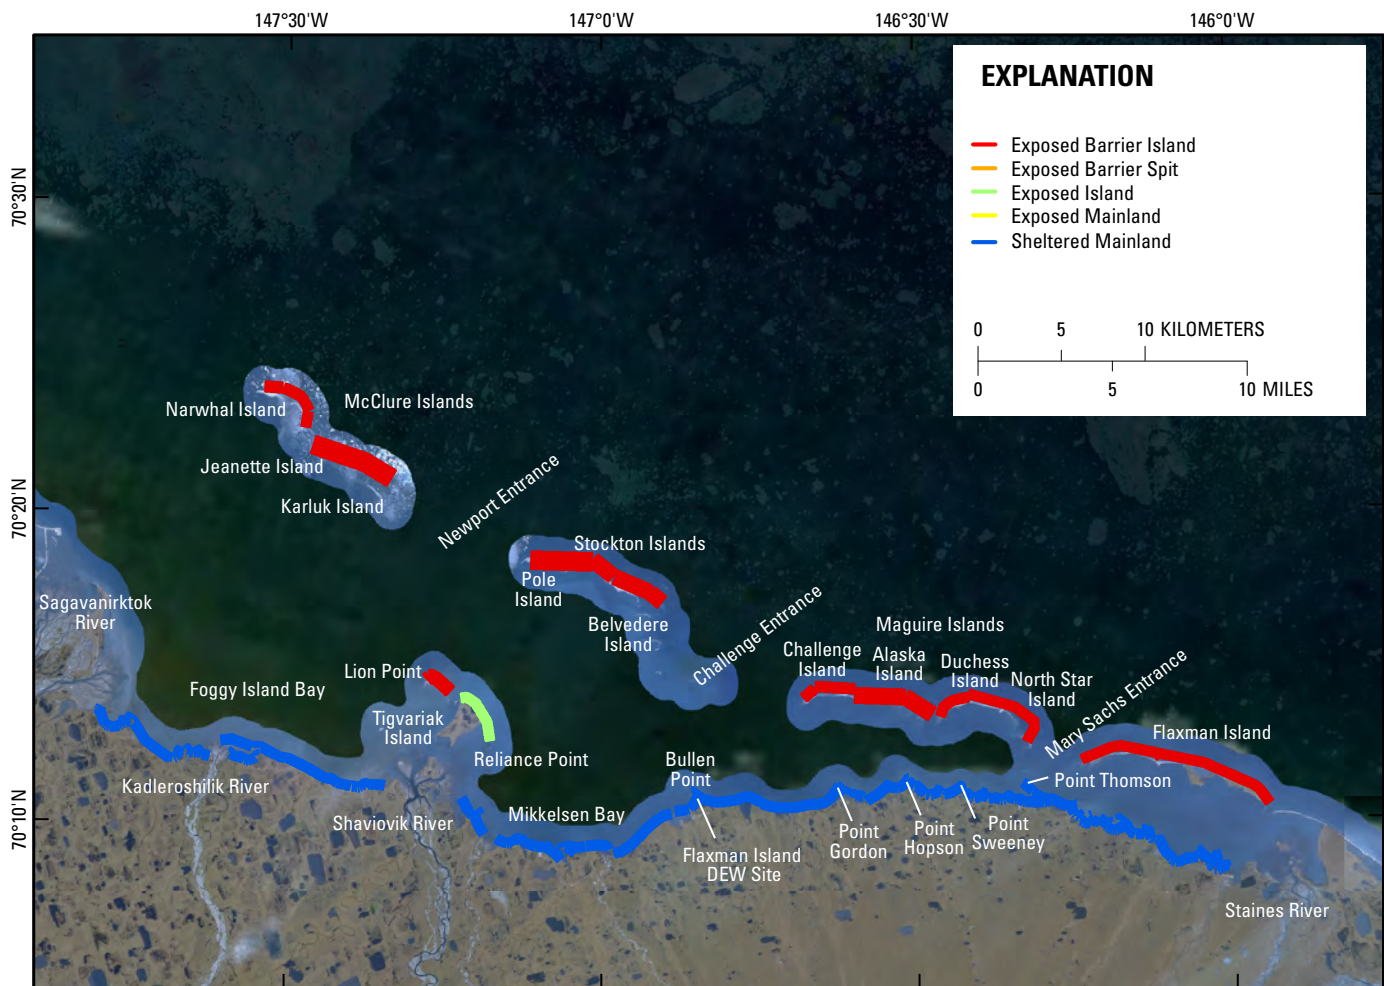 147°30'W
147°0'W
146°30'W
146°0'W
70°30'N
70°20'N
70°10'N
EXPLANATION
Exposed Barrier Island
Exposed Barrier Spit
Exposed Island
Exposed Mainland
Sheltered Mainland
0
5
10 KILOMETERS
0
5
10 MILES
Narwhal Island
McClure Islands
Jeanette Island
Karluk Island
Newport Entrance
Stockton Islands
Pole
Island
Belvedere
Island
Challenge Entrance
Sagavanirktok
River
Foggy Island Bay
Lion Point
Tigvariak
Island
Reliance Point
Maguire Islands
Challenge
Island
Alaska
Island
Duchess
Island
North Star
Island
Mary Sachs Entrance
Flaxman Island
Point Thomson
Kadleroshilik River
Shaviovik River
Mikkelsen Bay
Bullen
Point
Flaxman Island
DEW Site
Point
Gordon
Point
Hopson
Point
Sweeney
Staines River